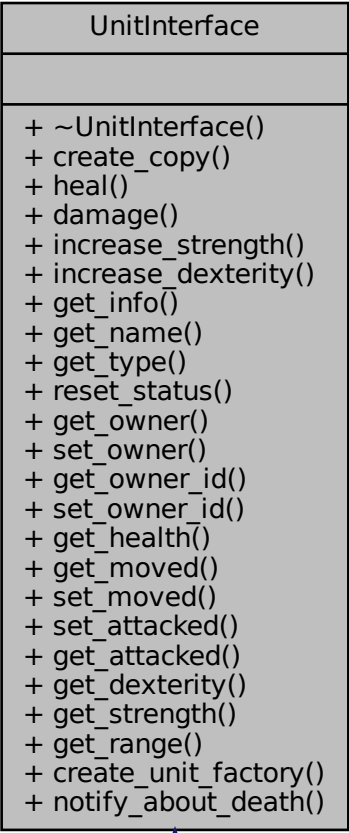 UnitInterface
+ ~UnitInterface()
+ create_copy()
+ heal()
+ damage()
+ increase_strength()
+ increase_dexterity()
+ get_info()
+ get_name()
+ get_type()
+ reset_status()
+ get_owner()
+ set_owner()
+ get_owner_id()
+ set_owner_id()
+ get_health()
+ get_moved()
+ set_moved()
+ set_attacked()
+ get_attacked()
+ get_dexterity()
+ get_strength()
+ get_range()
+ create_unit_factory()
+ notify_about_death()